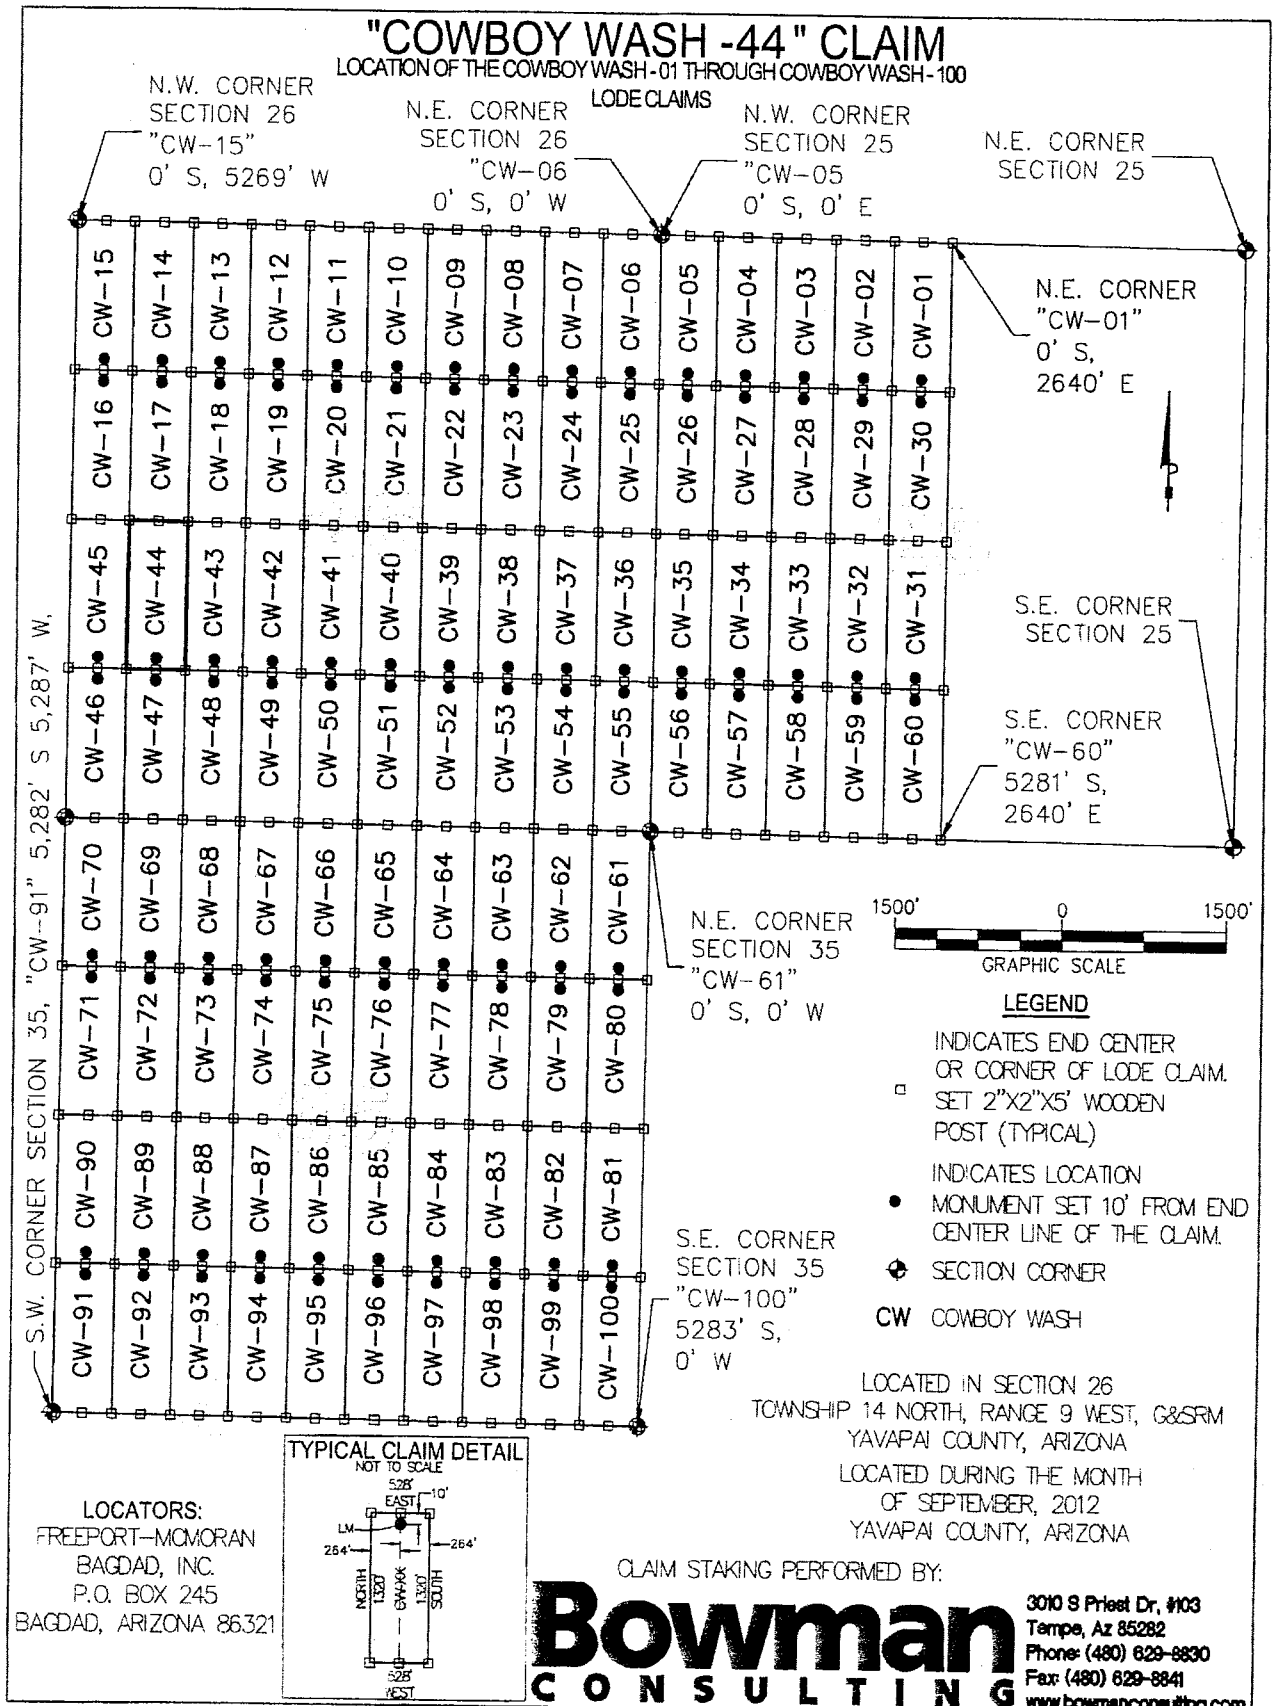 "COWBOY WASH -44" CLAIM
LOCATION OF THE COWBOY WASH-01 THROUGH COWBOY WASH-100
LODE CLAIMS
N.W. CORNER
SECTION 26
"CW-15"
0' S, 5269' W
N.E. CORNER
SECTION 26
"CW-06
0' S, 0' W
N.W. CORNER
SECTION 25
"CW-05
0' S, 0' E
N.E. CORNER
SECTION 25
CW-15 CW-14 CW-13 CW-12 CW-11 CW-10 CW-09 CW-08 CW-07 CW-06 CW-05 CW-04 CW-03 CW-02 CW-01
N.E. CORNER
"CW-01"
0' S,
2640' E
CW-16 CW-17 CW-18 CW-19 CW-20 CW-21 CW-22 CW-23 CW-24 CW-25 CW-26 CW-27 CW-28 CW-29 CW-30
CW-45 CW-44 CW-43 CW-42 CW-41 CW-40 CW-39 CW-38 CW-37 CW-36 CW-35 CW-34 CW-33 CW-32 CW-31
S.E. CORNER
SECTION 25
CW-46 CW-47 CW-48 CW-49 CW-50 CW-51 CW-52 CW-53 CW-54 CW-55 CW-56 CW-57 CW-58 CW-59 CW-60
S.E. CORNER
"CW-60"
5281' S,
2640' E
CW-70 CW-69 CW-68 CW-67 CW-66 CW-65 CW-64 CW-63 CW-62 CW-61
N.E. CORNER
SECTION 35
"CW-61"
0' S, 0' W
CW-71 CW-72 CW-73 CW-74 CW-75 CW-76 CW-77 CW-78 CW-79 CW-80
CW-90 CW-89 CW-88 CW-87 CW-86 CW-85 CW-84 CW-83 CW-82 CW-81
CW-91 CW-92 CW-93 CW-94 CW-95 CW-96 CW-97 CW-98 CW-99 CW-100
S.W. CORNER SECTION 35, "CW-91" 5,282' S 5,287' W.
S.E. CORNER
SECTION 35
"CW-100"
5283' S,
0' W
1500' 0 1500'
GRAPHIC SCALE
LEGEND
INDICATES END CENTER
OR CORNER OF LODE CLAIM.
SET 2"X2"X5' WOODEN
POST (TYPICAL)
INDICATES LOCATION
MONUMENT SET 10' FROM END
CENTER LINE OF THE CLAIM.
SECTION CORNER
CW COWBOY WASH
LOCATED IN SECTION 26
TOWNSHIP 14 NORTH, RANGE 9 WEST, G&SRM
YAVAPAI COUNTY, ARIZONA
LOCATED DURING THE MONTH
OF SEPTEMBER, 2012
YAVAPAI COUNTY, ARIZONA
LOCATORS:
FREEPORT-MCMORAN
BAGDAD, INC.
P.O. BOX 245
BAGDAD, ARIZONA 86321
TYPICAL CLAIM DETAIL
NOT TO SCALE
528'
EAST
10'
LM
264' 264'
NORTH
1320'
1320'
SOUTH
528'
WEST
CLAIM STAKING PERFORMED BY:
Bowman
CONSULTING
3010 S Priest Dr, #103
Tempe, Az 85282
Phone: (480) 629-8830
Fax: (480) 629-8841
www.bowmanconsulting.com